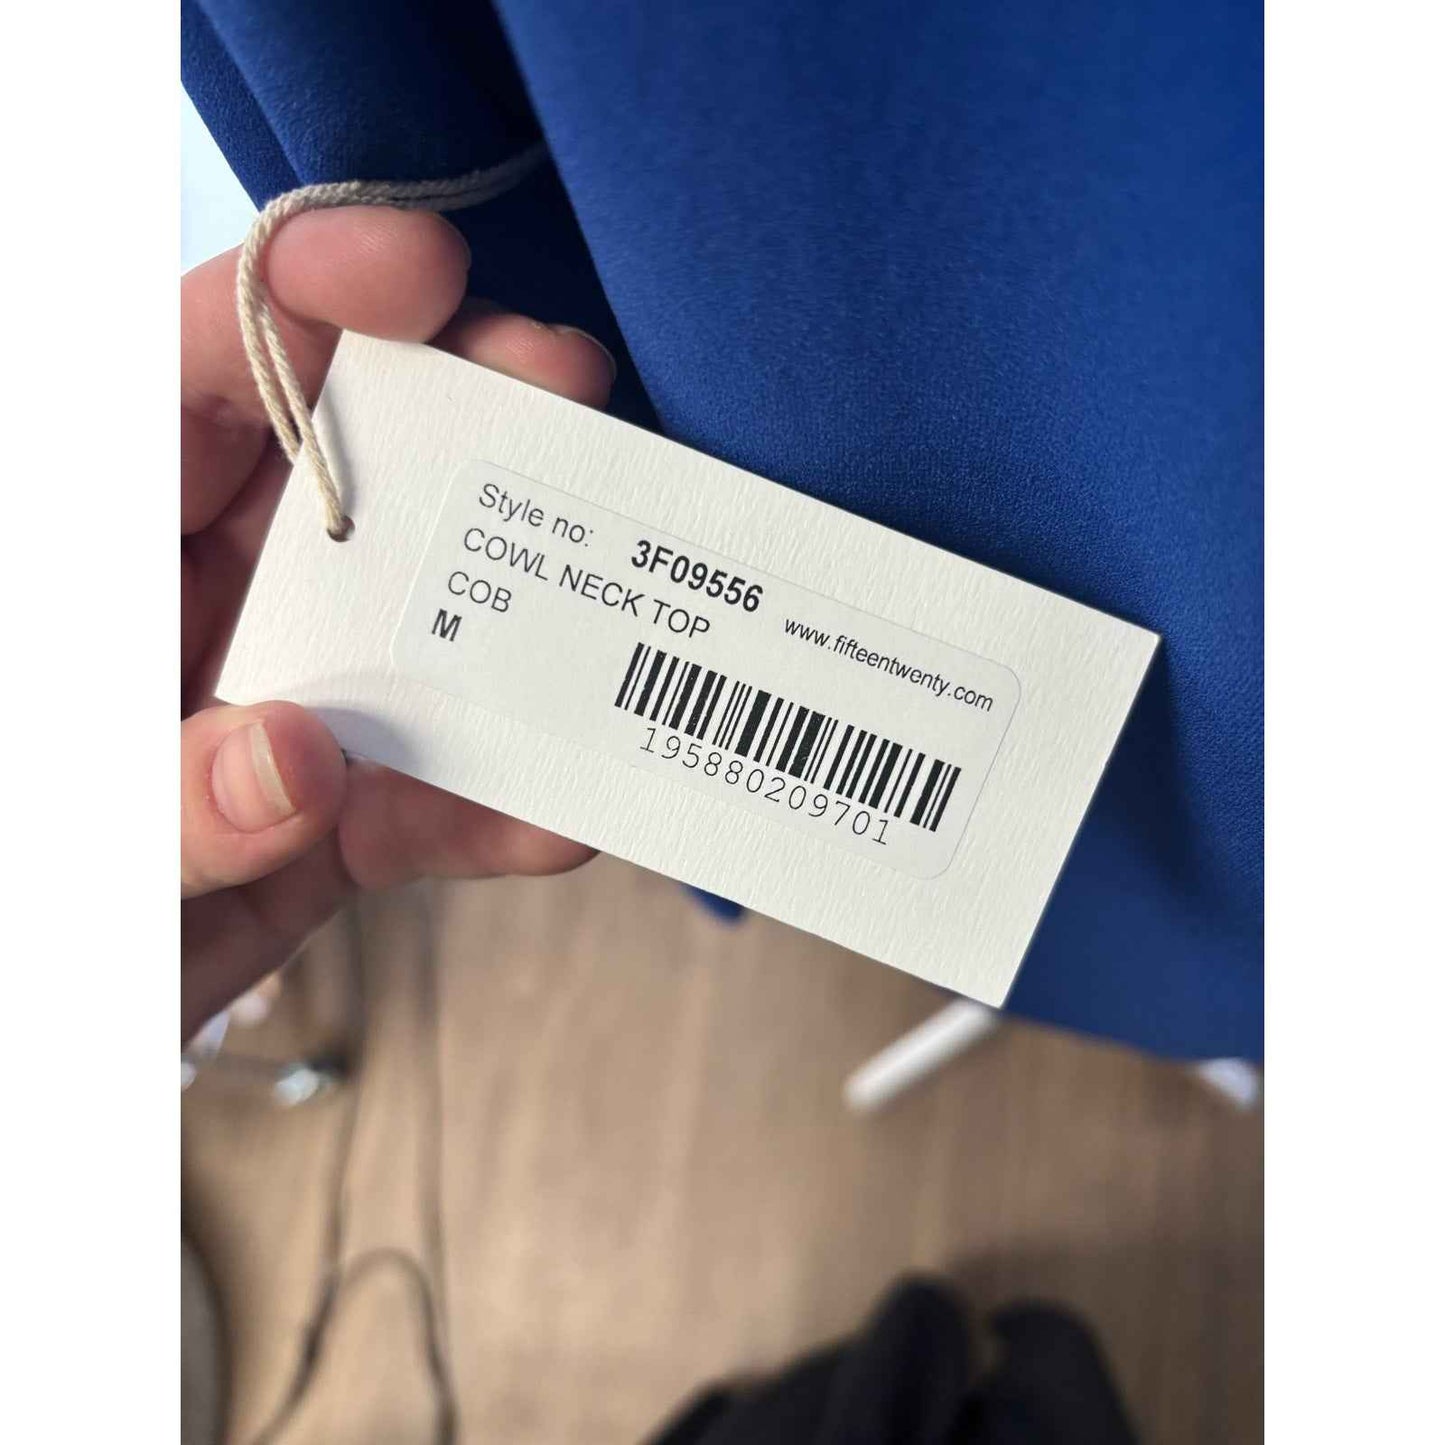 Style no: 3F09556
COWL NECK TOP
COB
M
www.fifteentwenty.com
195880209701